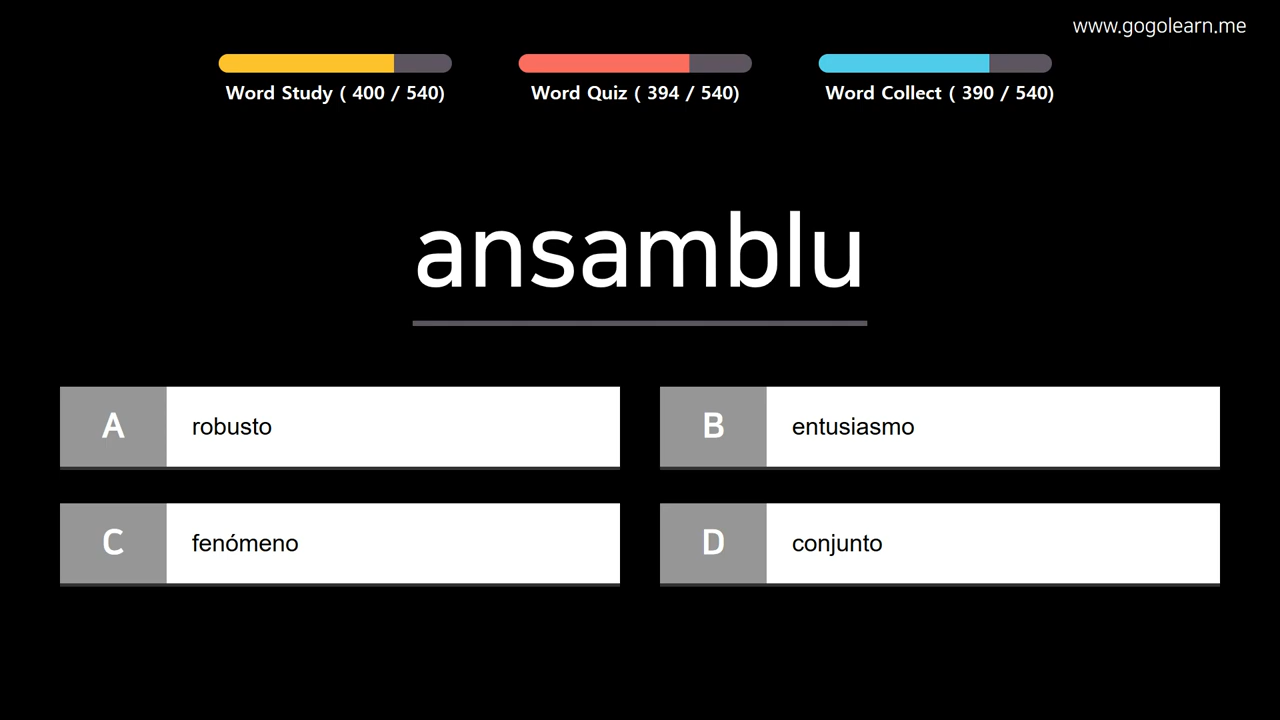 www.gogolearn.me
Word Study ( 400 / 540)
Word Quiz ( 394 / 540)
Word Collect ( 390 / 540)
ansamblu
A robusto
B entusiasmo
C fenómeno
D conjunto